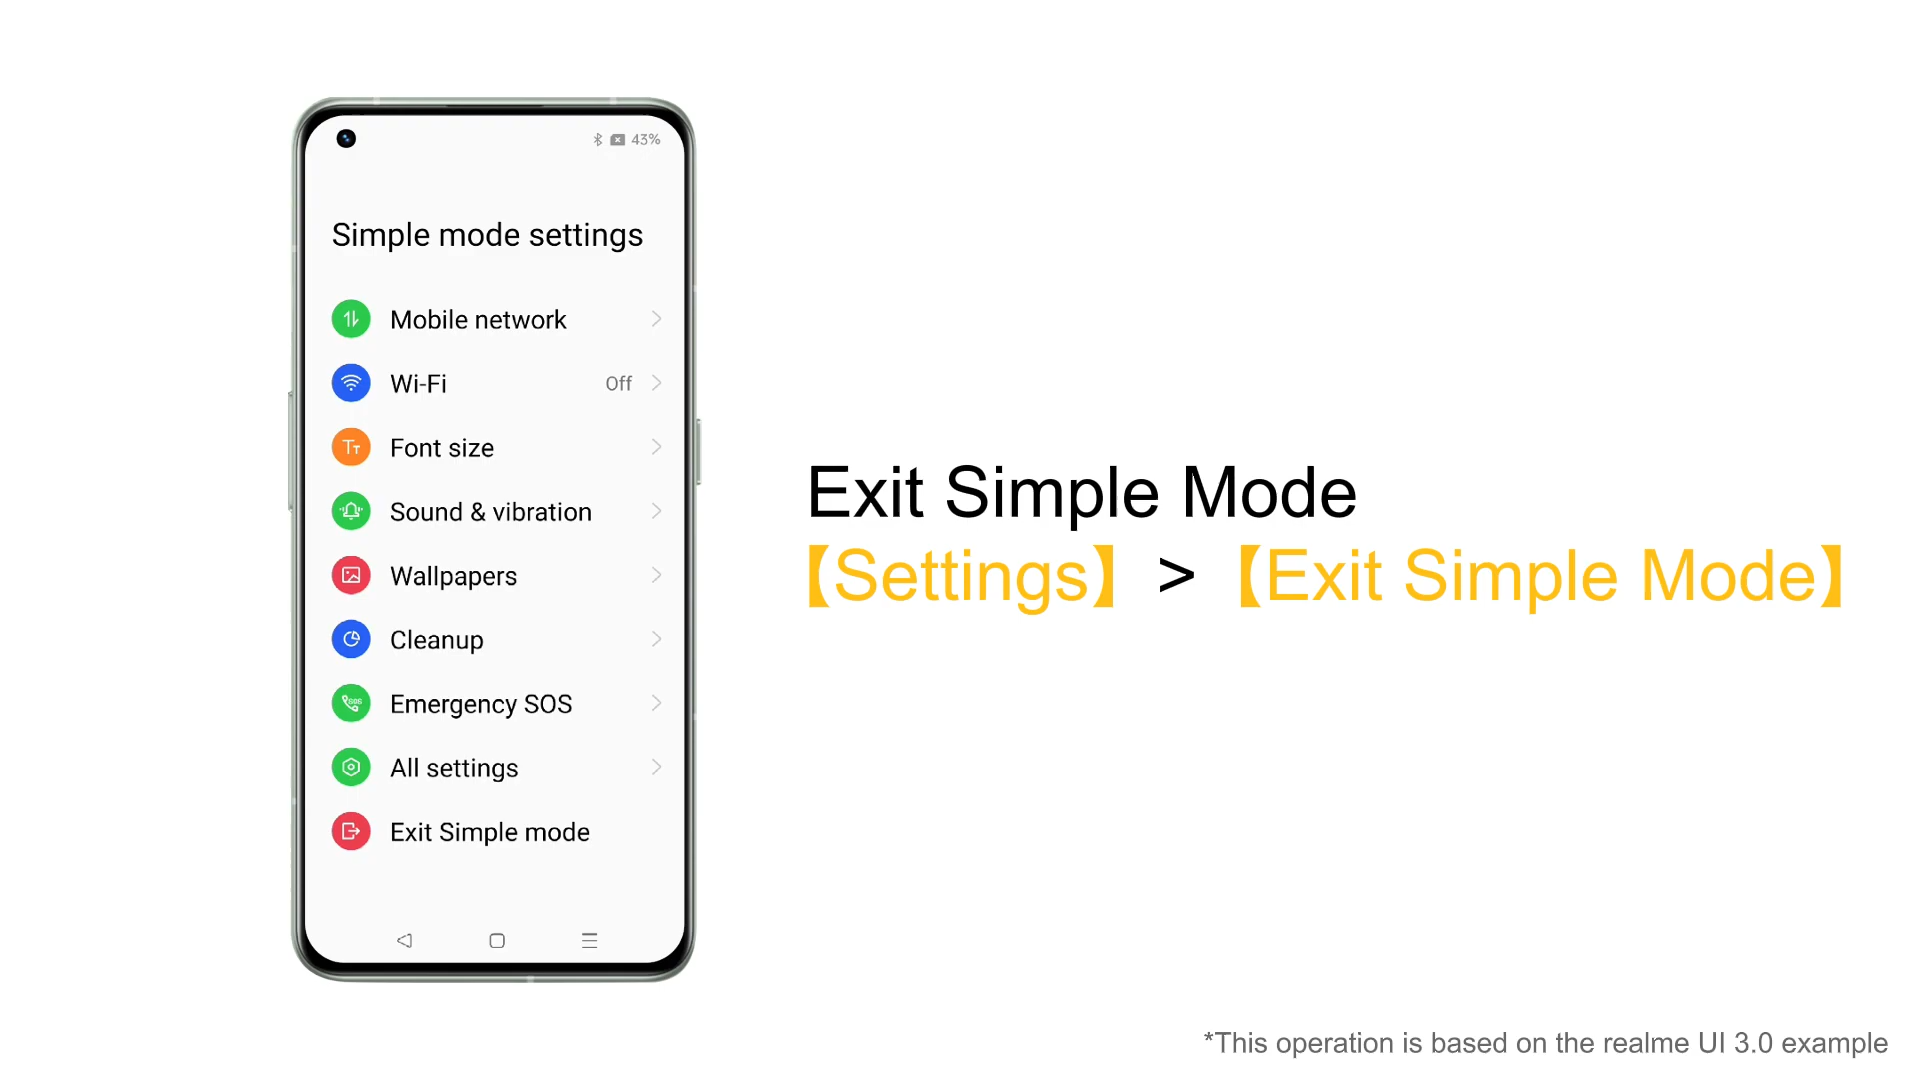 43%
Simple mode settings
Mobile network
Wi-Fi Off
Font size
Sound & vibration
Wallpapers
Cleanup
Emergency SOS
All settings
Exit Simple mode
Exit Simple Mode
【Settings】 > 【Exit Simple Mode】
*This operation is based on the realme UI 3.0 example